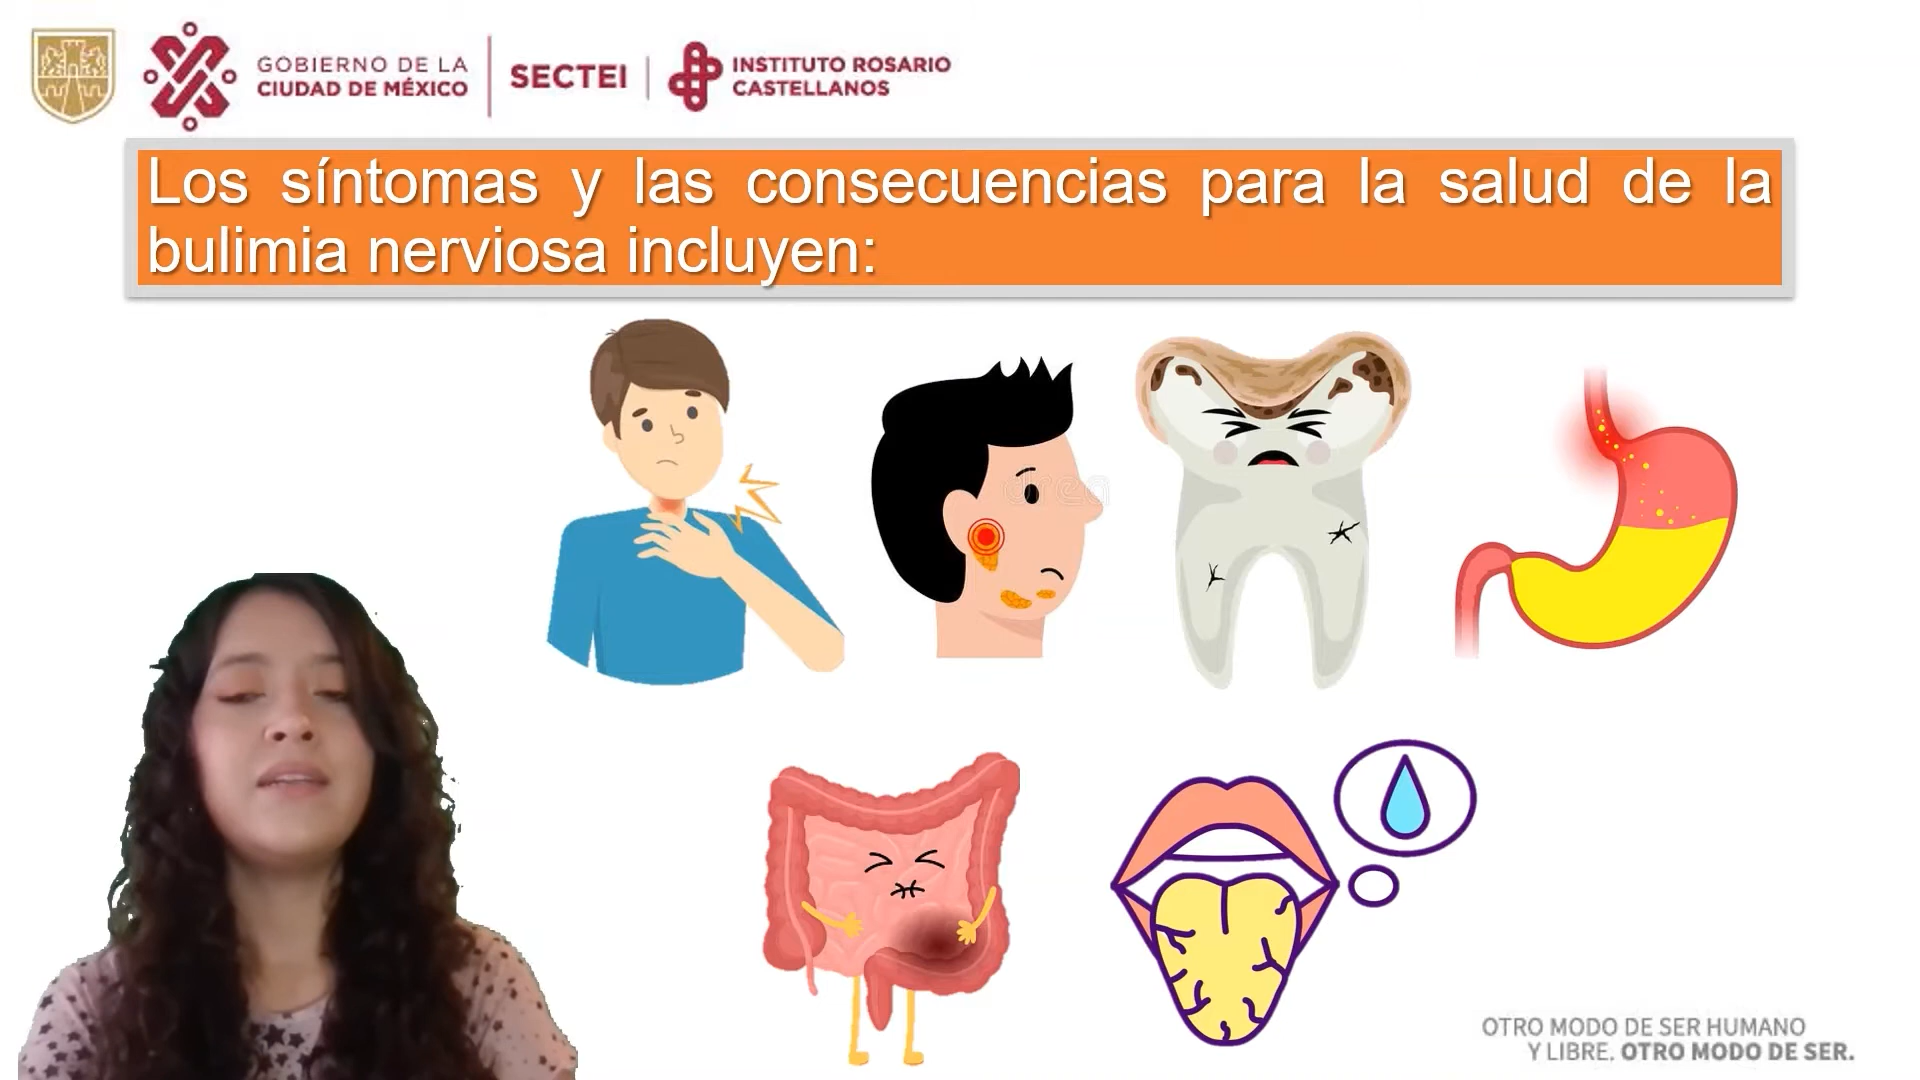 GOBIERNO DE LA
CIUDAD DE MÉXICO
SECTEI
INSTITUTO ROSARIO
CASTELLANOS
Los síntomas y las consecuencias para la salud de la
bulimia nerviosa incluyen:
OTRO MODO DE SER HUMANO
Y LIBRE. OTRO MODO DE SER.